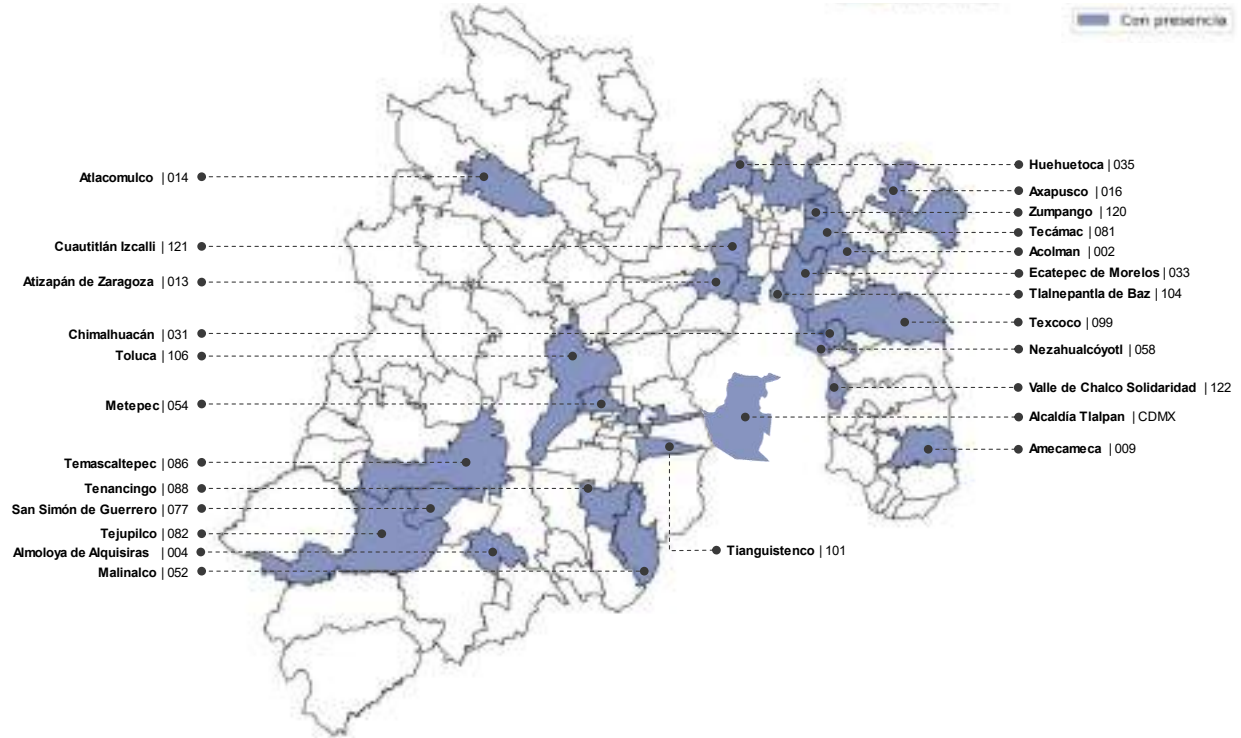 Con presencia
Atlacomulco | 014
Cuautitlán Izcalli | 121
Atizapán de Zaragoza | 013
Chimalhuacán | 031
Toluca | 106
Metepec | 054
Temascaltepec | 086
Tenancingo | 088
San Simón de Guerrero | 077
Tejupilco | 082
Almoloya de Alquisiras | 004
Malinalco | 052
Huehuetoca | 035
Axapusco | 016
Zumpango | 120
Tecámac | 081
Acolman | 002
Ecatepec de Morelos | 033
Tlalnepantla de Baz | 104
Texcoco | 099
Nezahualcóyotl | 058
Valle de Chalco Solidaridad | 122
Alcaldía Tlalpan | CDMX
Amecameca | 009
Tianguistenco | 101